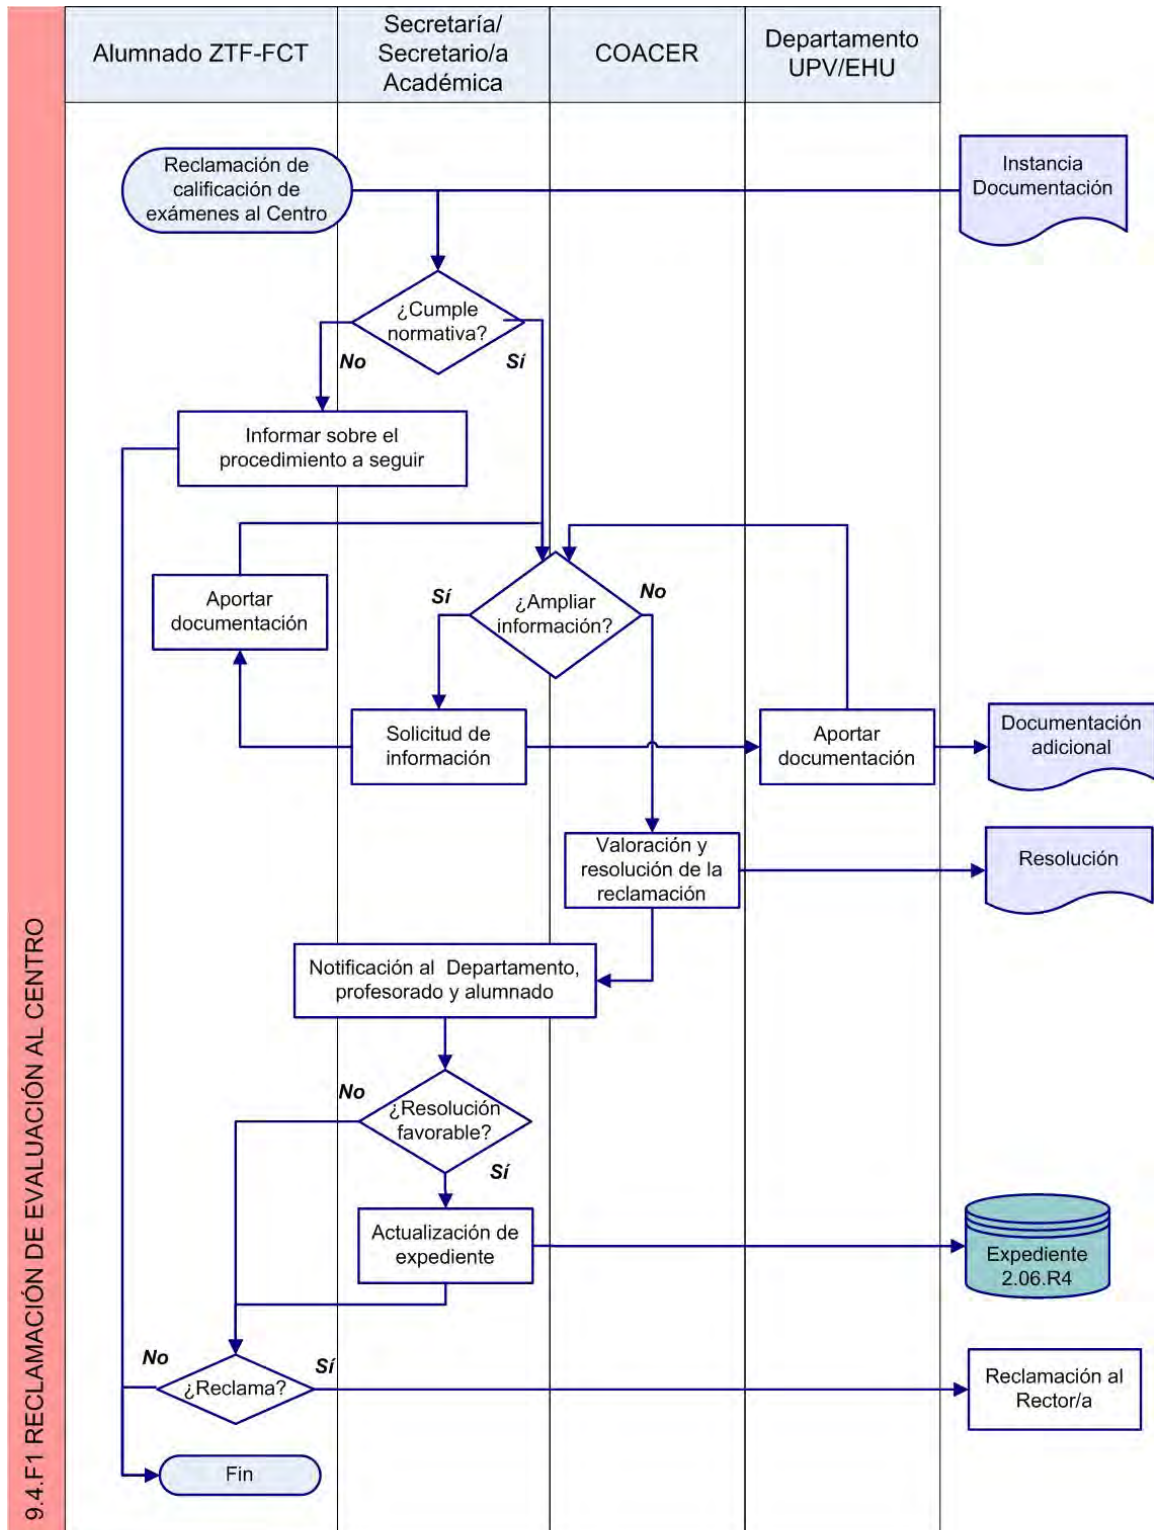 9.4.F1 RECLAMACIÓN DE EVALUACIÓN AL CENTRO
Alumnado ZTF-FCT
Secretaría/
Secretario/a
Académica
COACER
Departamento
UPV/EHU
Reclamación de
calificación de
exámenes al Centro
Instancia
Documentación
¿Cumple
normativa?
No
Sí
Informar sobre el
procedimiento a seguir
Aportar
documentación
Sí
¿Ampliar
información?
No
Solicitud de
información
Aportar
documentación
Documentación
adicional
Valoración y
resolución de la
reclamación
Resolución
Notificación al Departamento,
profesorado y alumnado
No
¿Resolución
favorable?
Sí
Actualización de
expediente
Expediente
2.06.R4
No
¿Reclama?
Sí
Reclamación al
Rector/a
Fin